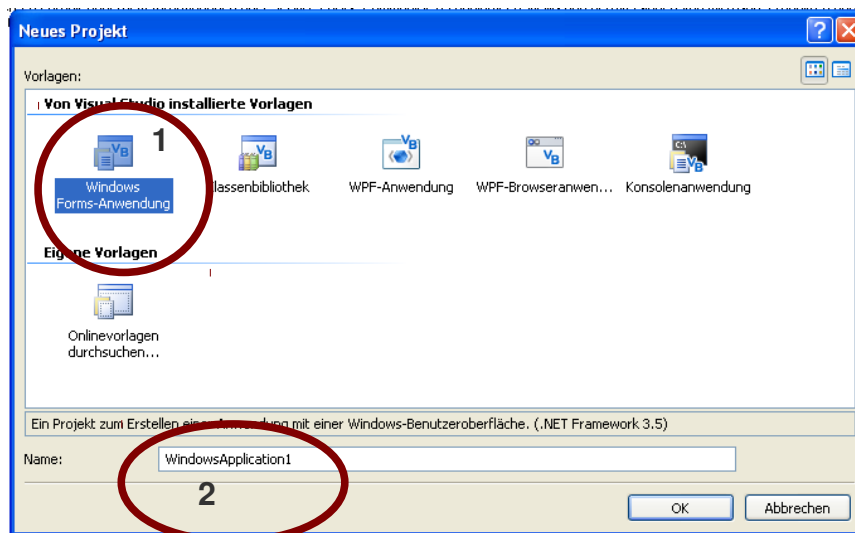 Neues Projekt
Vorlagen:
Von Visual Studio installierte Vorlagen
1
Windows Forms-Anwendung
Klassenbibliothek
WPF-Anwendung
WPF-Browseranwen...
Konsolenanwendung
Eigene Vorlagen
Onlinevorlagen
durchsuchen...
Ein Projekt zum Erstellen einer Anwendung mit einer Windows-Benutzeroberfläche. (.NET Framework 3.5)
Name: WindowsApplication1
2
OK Abbrechen